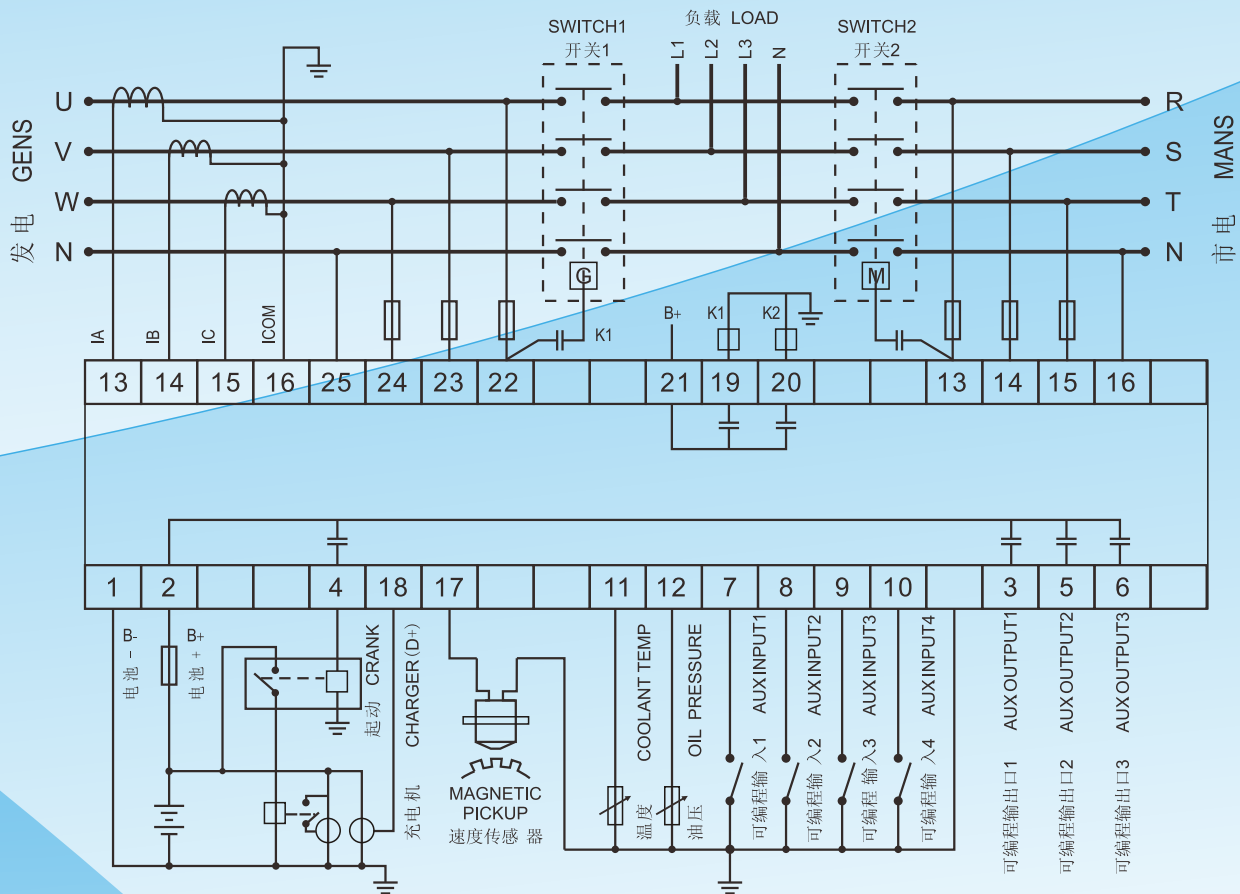 SWITCH1
开关1
负载 LOAD
SWITCH2
开关2
L1
L2
L3
N
发电 GENS
U
V
W
N
R
S
T
N
市电 MANS
G
M
IA
IB
IC
ICOM
K1
B+
K1
K2
13 14 15 16 25 24 23 22 21 19 20 13 14 15 16
1 2 4 18 17 11 12 7 8 9 10 3 5 6
B-
电池 -
B+
电池 +
起动 CRANK
充电机 CHARGER(D+)
MAGNETIC
PICKUP
速度传感 器
COOLANT TEMP
温度
OIL PRESSURE
油压
可编程输 入1 AUXINPUT1
可编程输 入2 AUXINPUT2
可编程 输 入3 AUXINPUT3
可编程输 入4 AUXINPUT4
可编程输出口1 AUXOUTPUT1
可编程输出口2 AUXOUTPUT2
可编程输出口3 AUXOUTPUT3